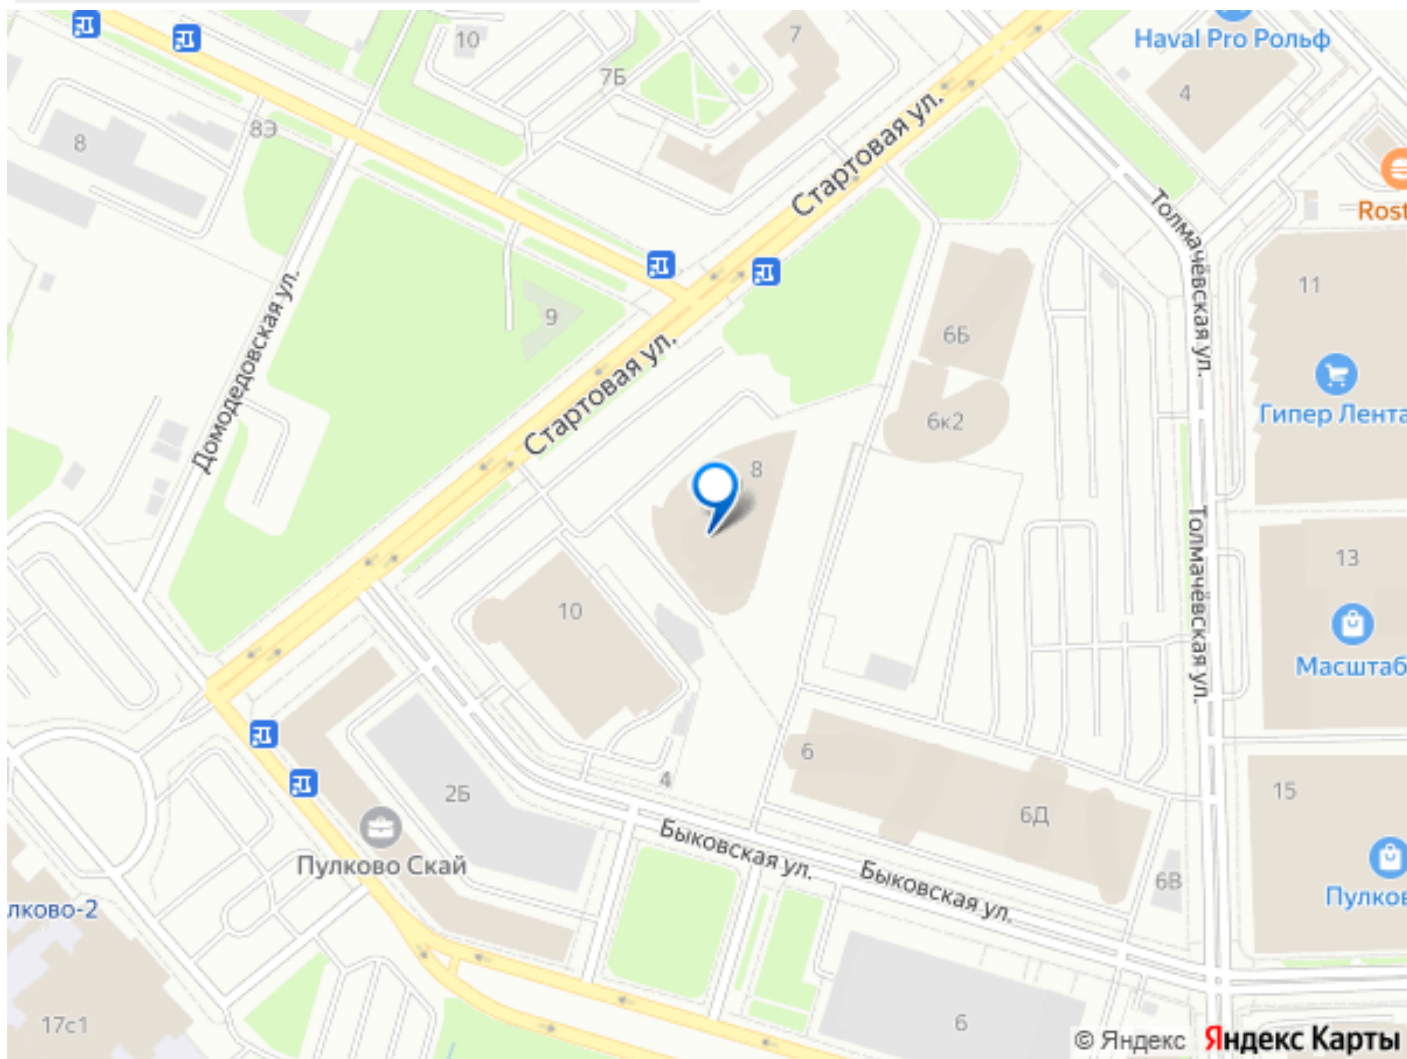 Haval Pro Рольф
10
7
7Б
4
8Э
8
Стартовая ул.
Толмачёвская ул.
Rost
11
9
6Б
Домодедовская ул.
Стартовая ул.
Гипер Лента
6к2
8
Толмачёвская ул.
13
10
Масштаб
6
4
2Б
15
6Д
Быковская ул.
Пулково Скай
Быковская ул.
6В
Пулков
лково-2
6
17с1
© Яндекс Яндекс Карты